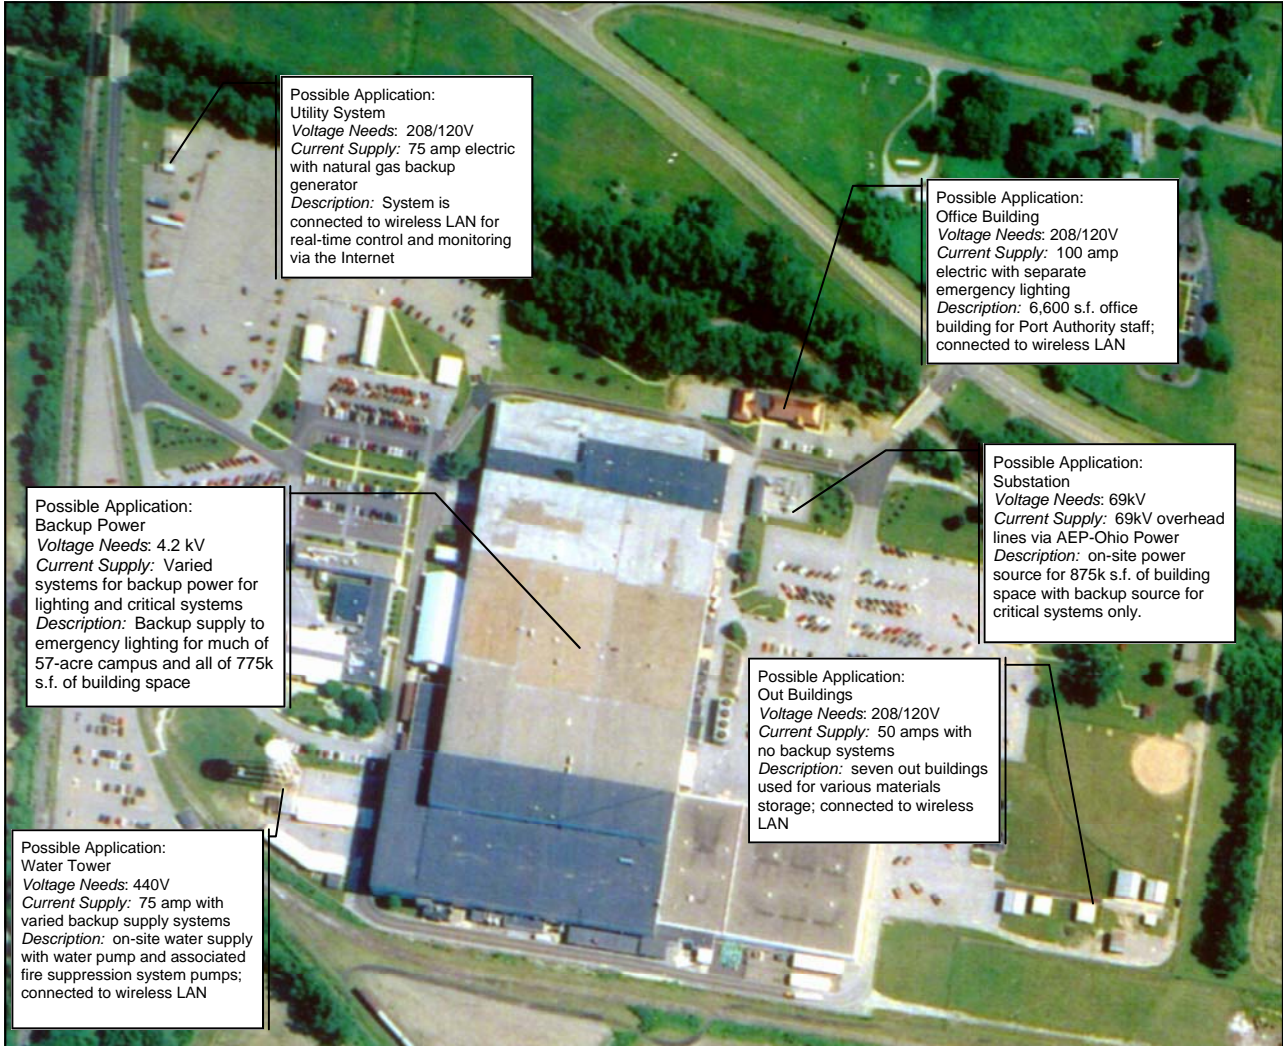 Possible Application:
Utility System
Voltage Needs: 208/120V
Current Supply: 75 amp electric
with natural gas backup
generator
Description: System is
connected to wireless LAN for
real-time control and monitoring
via the Internet
Possible Application:
Office Building
Voltage Needs: 208/120V
Current Supply: 100 amp
electric with separate
emergency lighting
Description: 6,600 s.f. office
building for Port Authority staff;
connected to wireless LAN
Possible Application:
Backup Power
Voltage Needs: 4.2 kV
Current Supply: Varied
systems for backup power for
lighting and critical systems
Description: Backup supply to
emergency lighting for much of
57-acre campus and all of 775k
s.f. of building space
Possible Application:
Substation
Voltage Needs: 69kV
Current Supply: 69kV overhead
lines via AEP-Ohio Power
Description: on-site power
source for 875k s.f. of building
space with backup source for
critical systems only.
Possible Application:
Out Buildings
Voltage Needs: 208/120V
Current Supply: 50 amps with
no backup systems
Description: seven out buildings
used for various materials
storage; connected to wireless
LAN
Possible Application:
Water Tower
Voltage Needs: 440V
Current Supply: 75 amp with
varied backup supply systems
Description: on-site water supply
with water pump and associated
fire suppression system pumps;
connected to wireless LAN